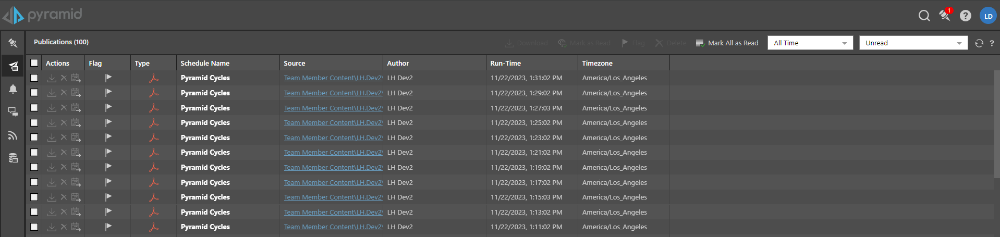 pyramid
1
?
LD
Publications (100)
Download Mark as Read Flag Delete Mark All as Read All Time Unread ?
Actions Flag Type Schedule Name Source Author Run-Time Timezone
Pyramid Cycles Team Member Content\LH.Dev2\ LH Dev2 11/22/2023, 1:31:02 PM America/Los_Angeles
Pyramid Cycles Team Member Content\LH.Dev2\ LH Dev2 11/22/2023, 1:29:02 PM America/Los_Angeles
Pyramid Cycles Team Member Content\LH.Dev2\ LH Dev2 11/22/2023, 1:27:03 PM America/Los_Angeles
Pyramid Cycles Team Member Content\LH.Dev2\ LH Dev2 11/22/2023, 1:25:02 PM America/Los_Angeles
Pyramid Cycles Team Member Content\LH.Dev2\ LH Dev2 11/22/2023, 1:23:02 PM America/Los_Angeles
Pyramid Cycles Team Member Content\LH.Dev2\ LH Dev2 11/22/2023, 1:21:02 PM America/Los_Angeles
Pyramid Cycles Team Member Content\LH.Dev2\ LH Dev2 11/22/2023, 1:19:02 PM America/Los_Angeles
Pyramid Cycles Team Member Content\LH.Dev2\ LH Dev2 11/22/2023, 1:17:02 PM America/Los_Angeles
Pyramid Cycles Team Member Content\LH.Dev2\ LH Dev2 11/22/2023, 1:15:03 PM America/Los_Angeles
Pyramid Cycles Team Member Content\LH.Dev2\ LH Dev2 11/22/2023, 1:13:02 PM America/Los_Angeles
Pyramid Cycles Team Member Content\LH.Dev2\ LH Dev2 11/22/2023, 1:11:02 PM America/Los_Angeles